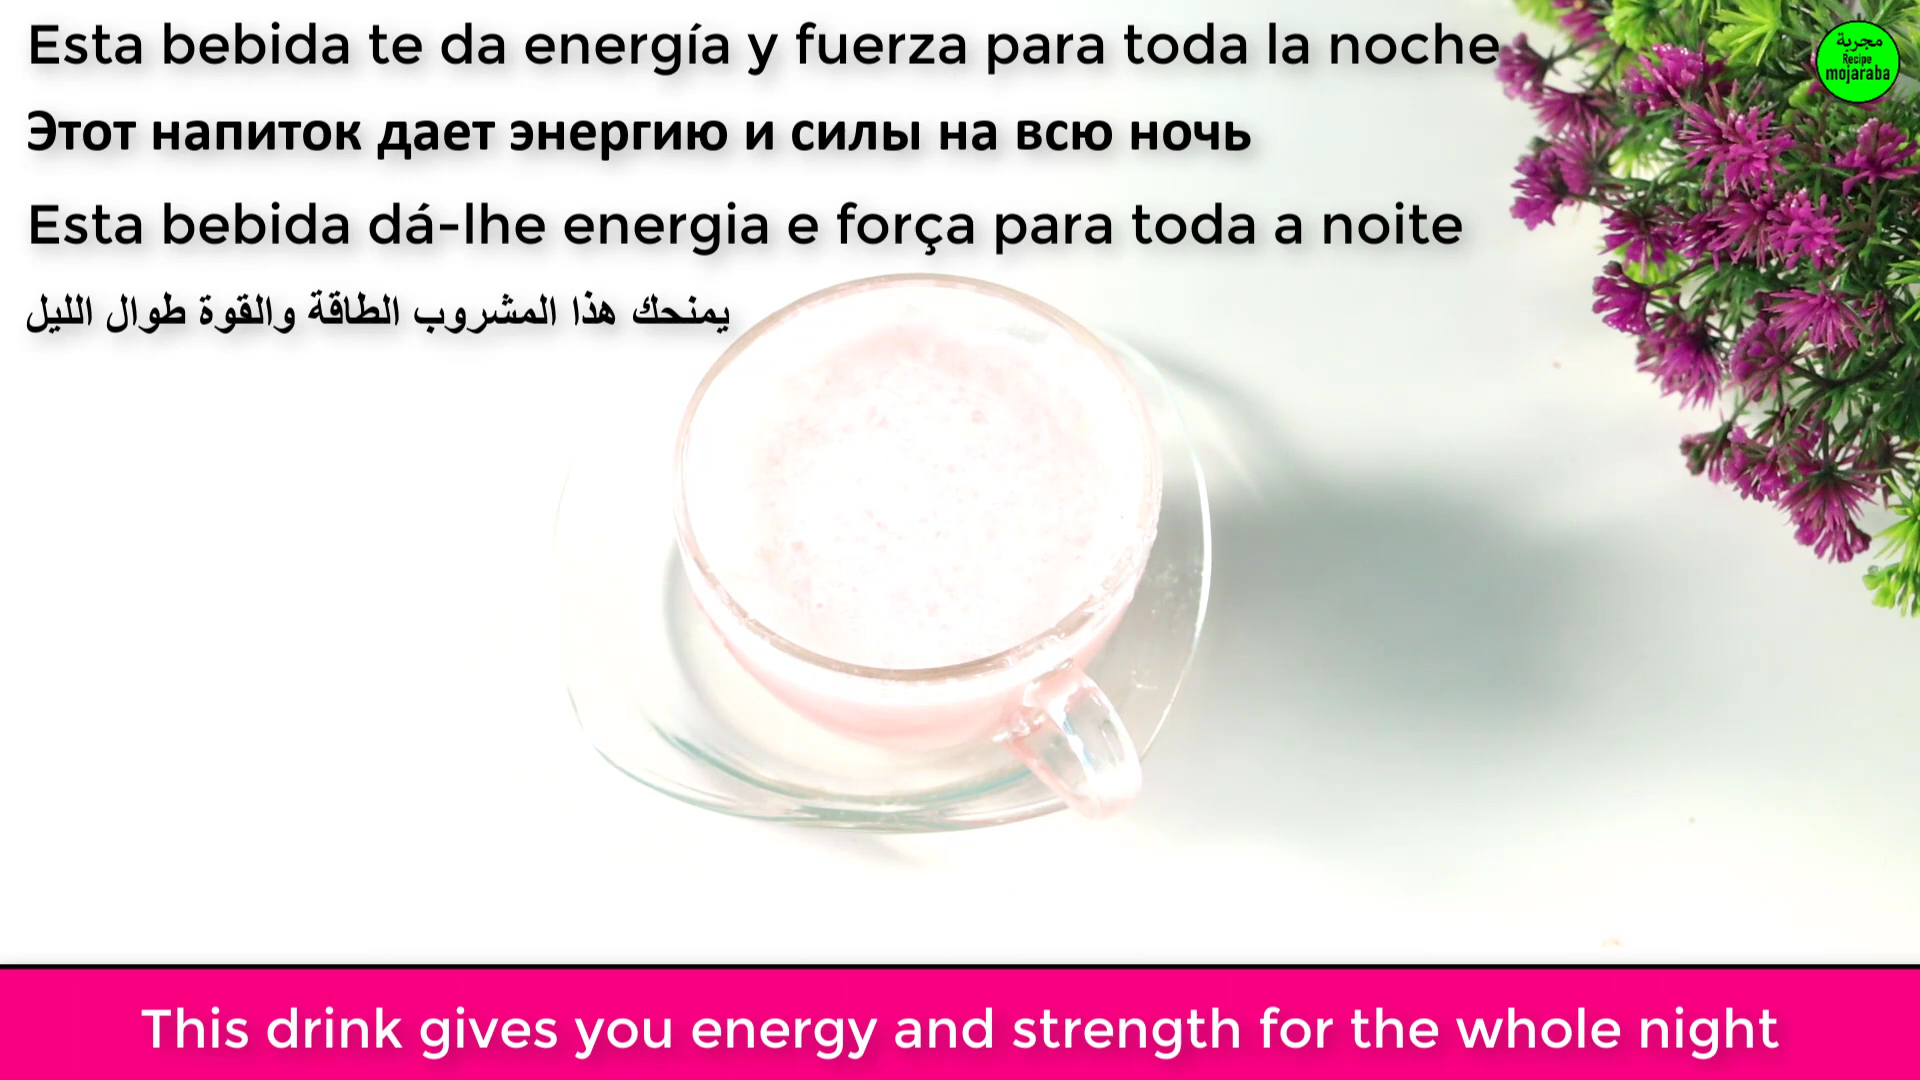 Esta bebida te da energía y fuerza para toda la noche
Этот напиток дает энергию и силы на всю ночь
Esta bebida dá-lhe energia e força para toda a noite
يمنحك هذا المشروب الطاقة والقوة طوال الليل
مجربة
Recipe
mojaraba
This drink gives you energy and strength for the whole night